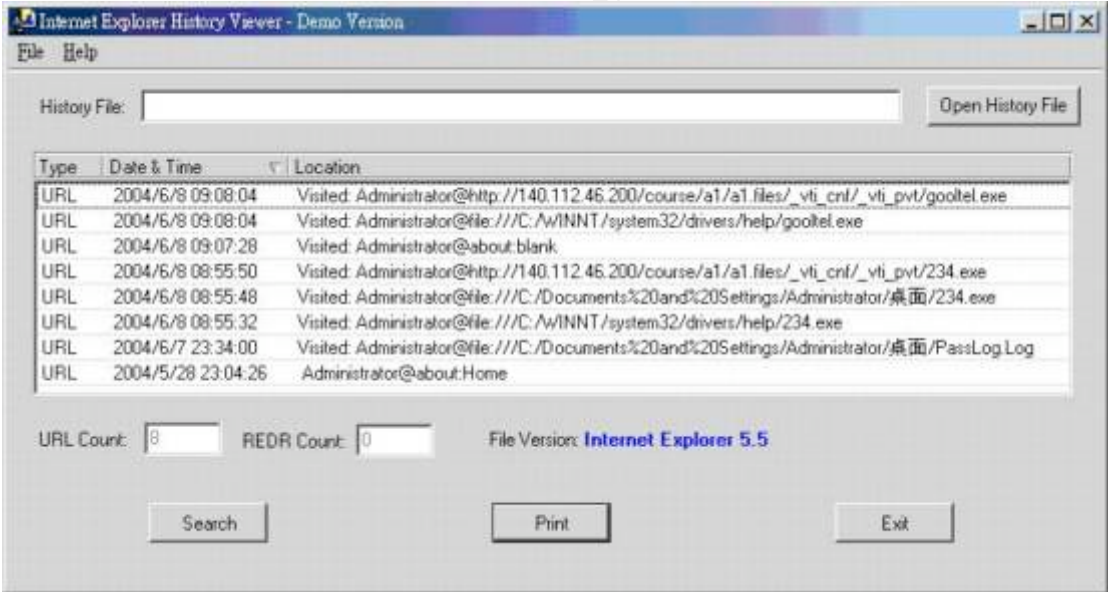 Internet Explorer History Viewer - Demo Version
File Help
History File: Open History File
Type Date & Time Location
URL 2004/6/8 09:08:04 Visited: Administrator@http://140.112.46.200/course/a1/a1.files/_vti_cnf/_vti_pvt/gooltel.exe
URL 2004/6/8 09:08:04 Visited: Administrator@file:///C:/WINNT/system32/drivers/help/gooltel.exe
URL 2004/6/8 09:07:28 Visited: Administrator@about:blank
URL 2004/6/8 08:55:50 Visited: Administrator@http://140.112.46.200/course/a1/a1.files/_vti_cnf/_vti_pvt/234.exe
URL 2004/6/8 08:55:48 Visited: Administrator@file:///C:/Documents%20and%20Settings/Administrator/桌面/234.exe
URL 2004/6/8 08:55:32 Visited: Administrator@file:///C:/WINNT/system32/drivers/help/234.exe
URL 2004/6/7 23:34:00 Visited: Administrator@file:///C:/Documents%20and%20Settings/Administrator/桌面/PassLog.Log
URL 2004/5/28 23:04:26 Administrator@about:Home
URL Count: 8 REDR Count: 0 File Version: Internet Explorer 5.5
Search Print Exit